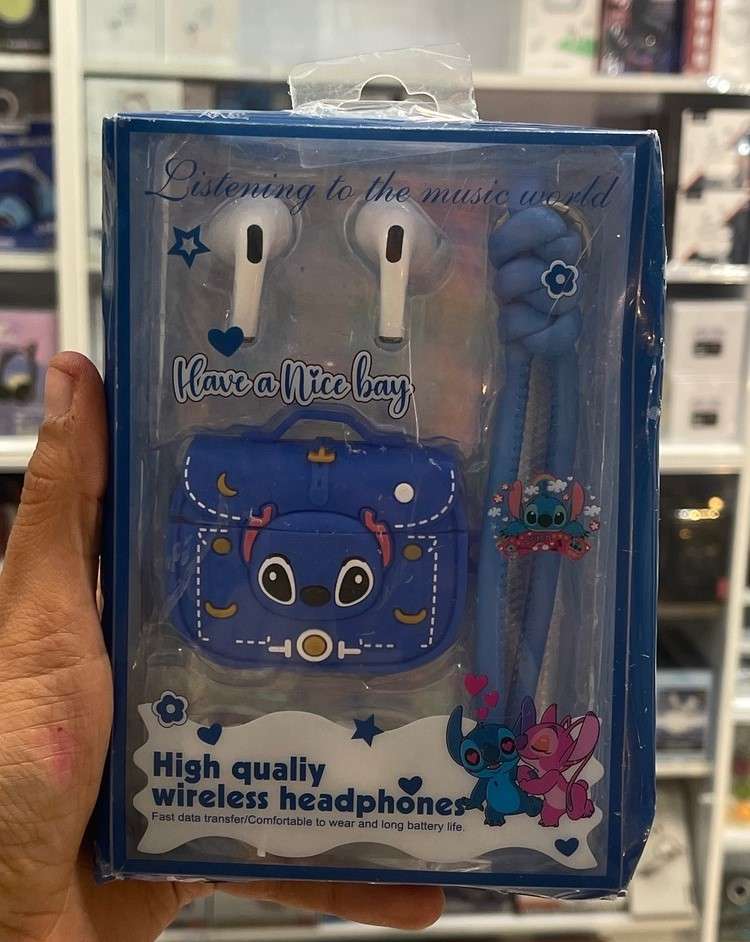 Listening to the music world
Have a Nice bay
High qualiy
wireless headphones
Fast data transfer/Comfortable to wear and long battery life.